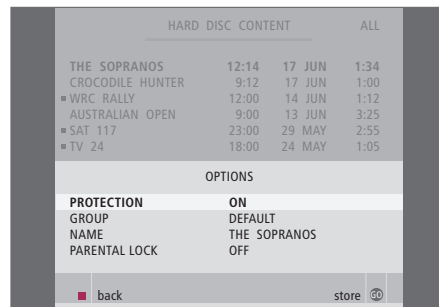 HARD DISC CONTENT ALL
THE SOPRANOS 12:14 17 JUN 1:34
CROCODILE HUNTER 9:12 17 JUN 1:00
WRC RALLY 12:00 14 JUN 1:12
AUSTRALIAN OPEN 9:00 13 JUN 3:25
SAT 117 23:00 29 MAY 2:55
TV 24 18:00 24 MAY 1:05
OPTIONS
PROTECTION ON
GROUP DEFAULT
NAME THE SOPRANOS
PARENTAL LOCK OFF
back store GO